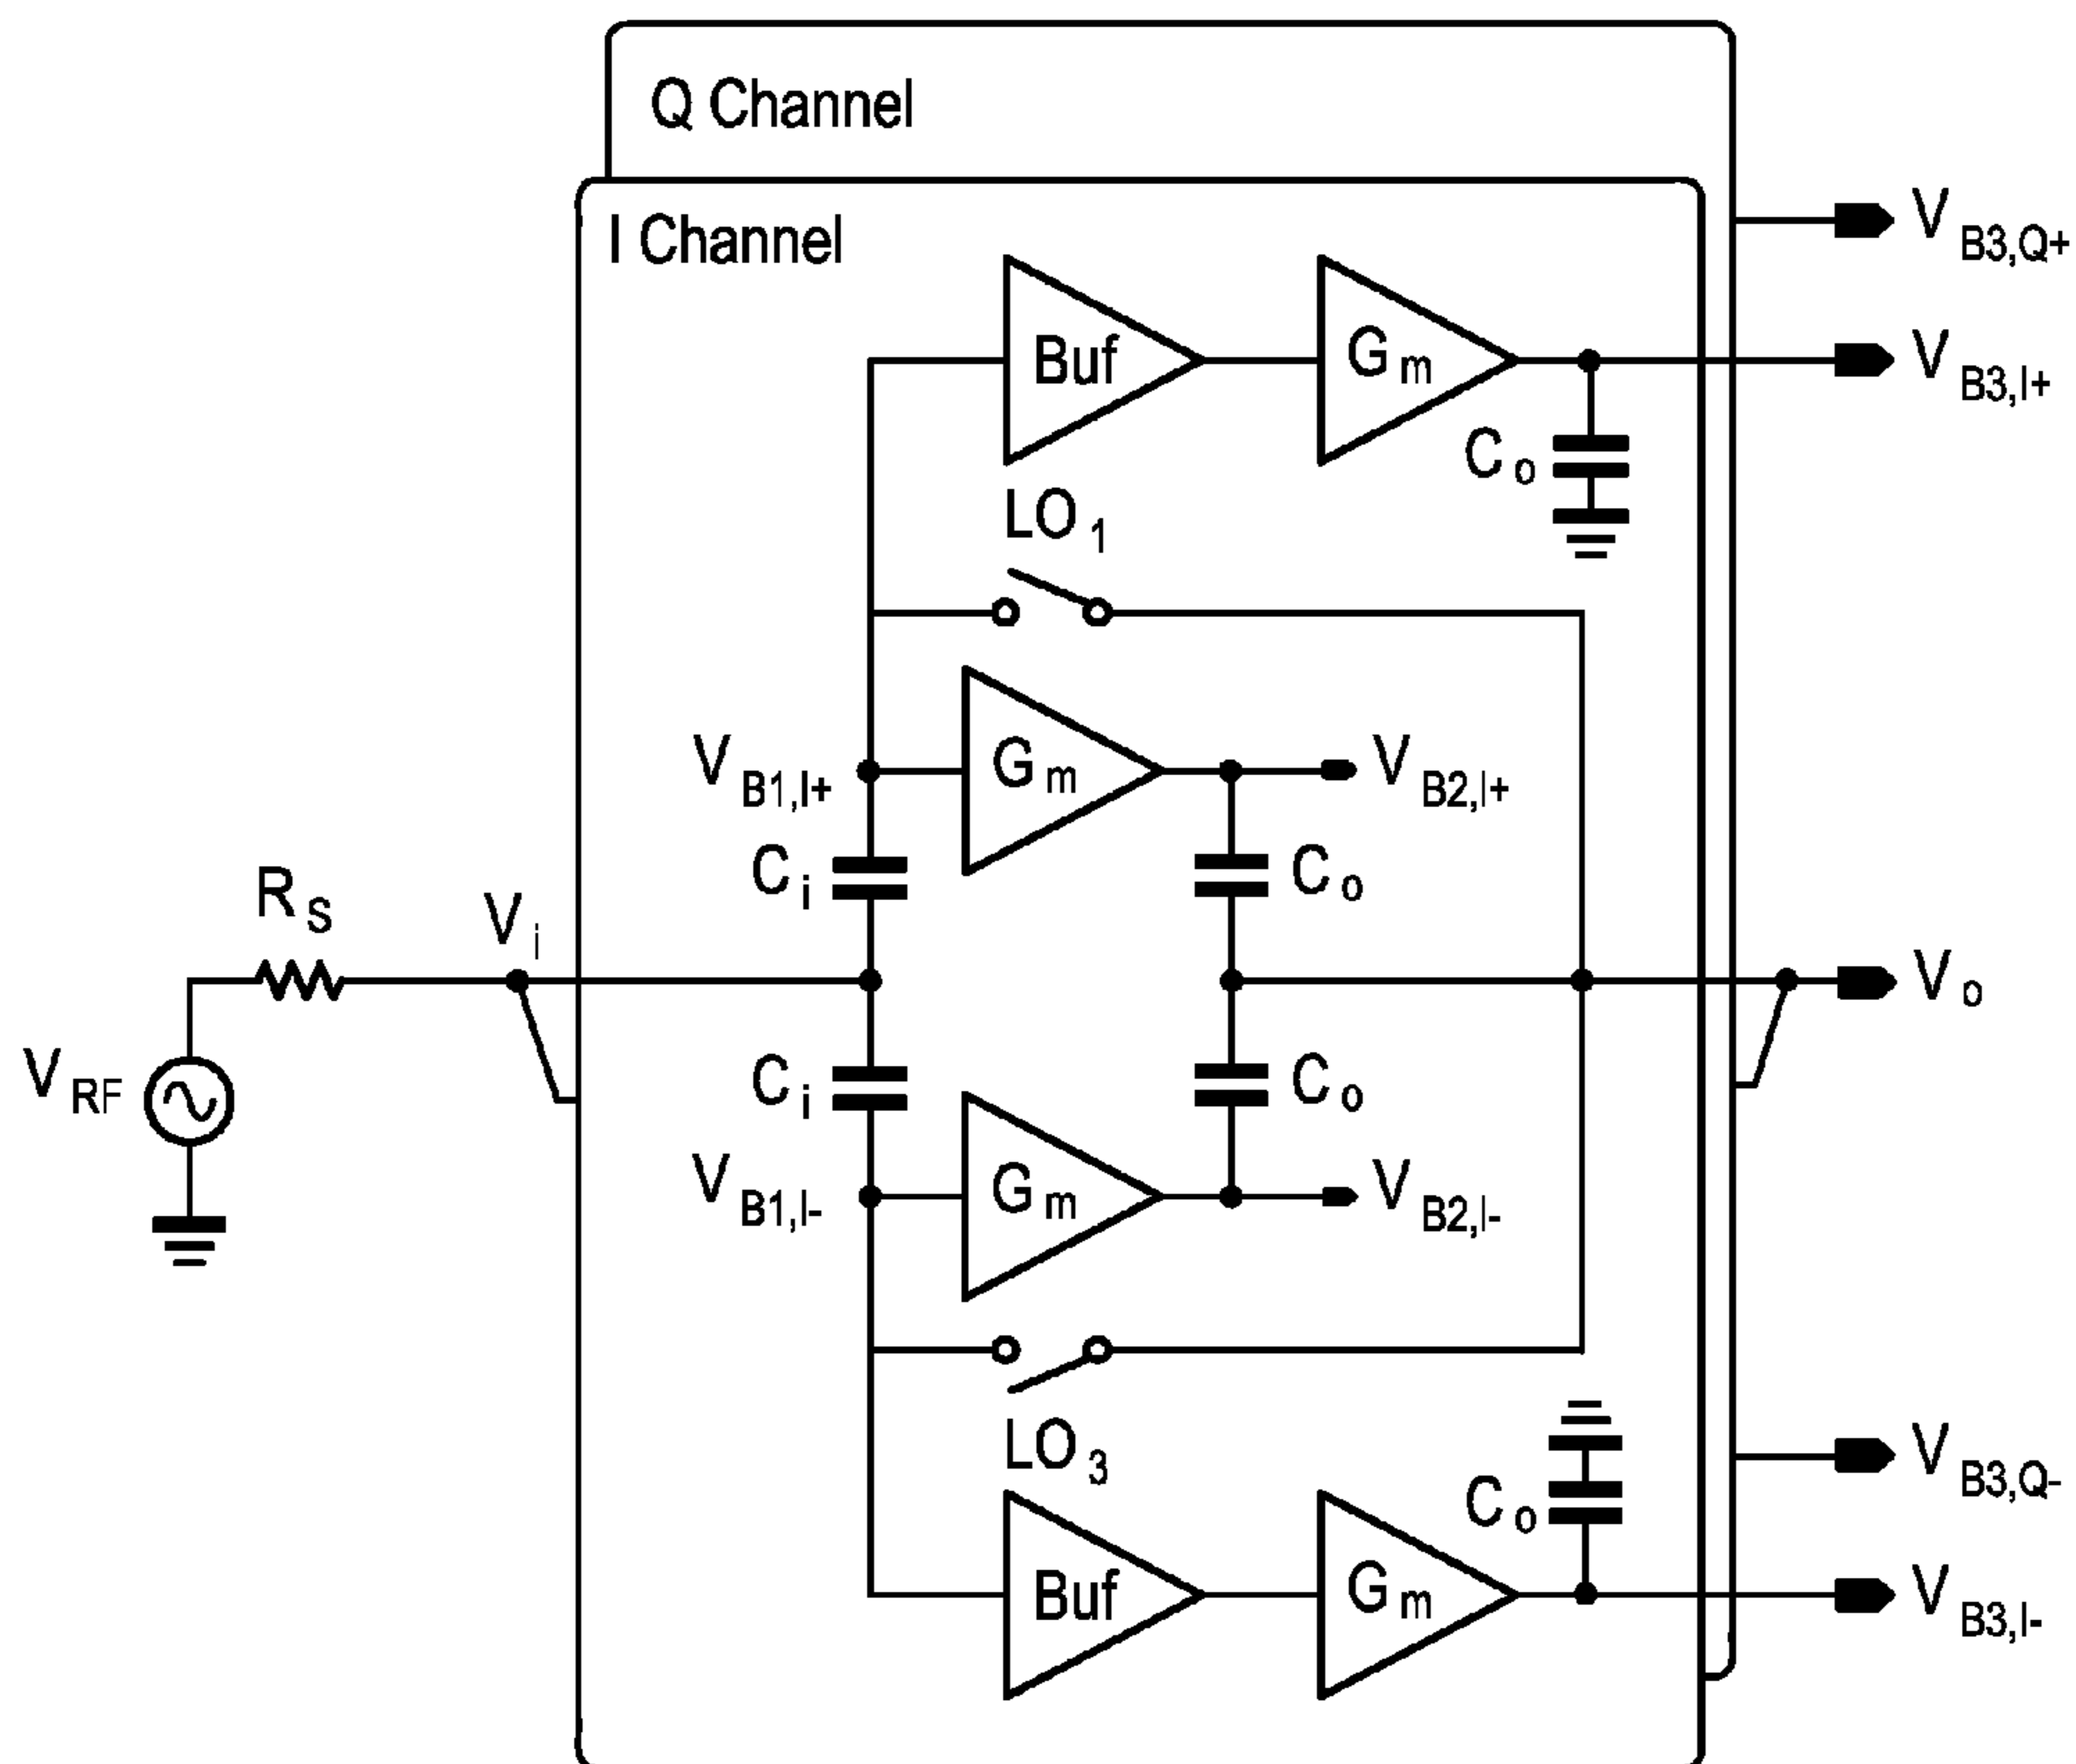 Q Channel
I Channel
V B3,Q+
Buf
G m
V B3,I+
C o
LO 1
V B1,I+
G m
V B2,I+
C i
C o
R S
V i
V o
V RF
C i
C o
V B1,I-
G m
V B2,I-
LO 3
V B3,Q-
C o
Buf
G m
V B3,I-